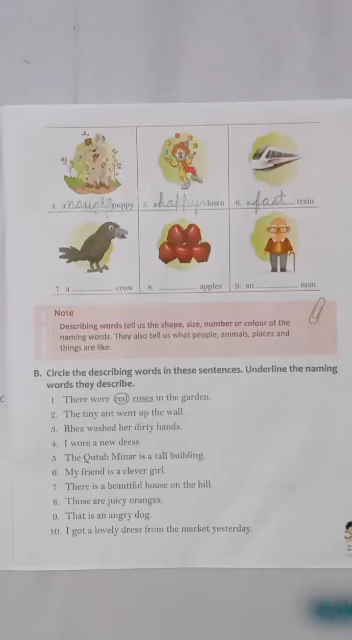 4. a naughty puppy 5. a happy clown 6. a fast train
7. a ________ crow 8. ________ apples 9. an ________ man
Note
Describing words tell us the shape, size, number or colour of the
naming words. They also tell us what people, animals, places and
things are like.
B. Circle the describing words in these sentences. Underline the naming
words they describe.
1. There were red roses in the garden.
2. The tiny ant went up the wall.
3. Rhea washed her dirty hands.
4. I wore a new dress.
5. The Qutub Minar is a tall building.
6. My friend is a clever girl.
7. There is a beautiful house on the hill.
8. Those are juicy oranges.
9. That is an angry dog.
10. I got a lovely dress from the market yesterday.